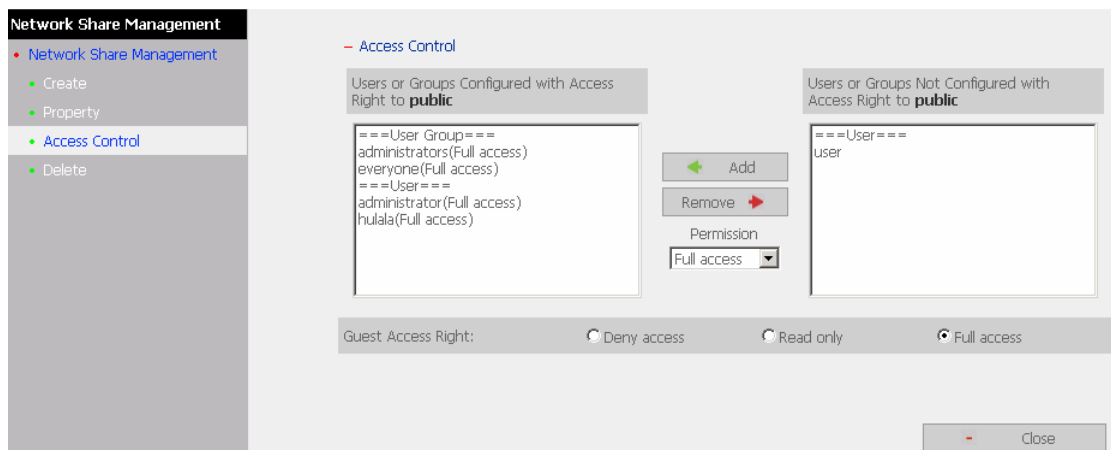 Network Share Management
• Network Share Management
• Create
• Property
• Access Control
• Delete
– Access Control
Users or Groups Configured with Access
Right to public
===User Group===
administrators(Full access)
everyone(Full access)
===User===
administrator(Full access)
hulala(Full access)
Add
Remove
Permission
Full access
Users or Groups Not Configured with
Access Right to public
===User===
user
Guest Access Right:
Deny access
Read only
Full access
- Close